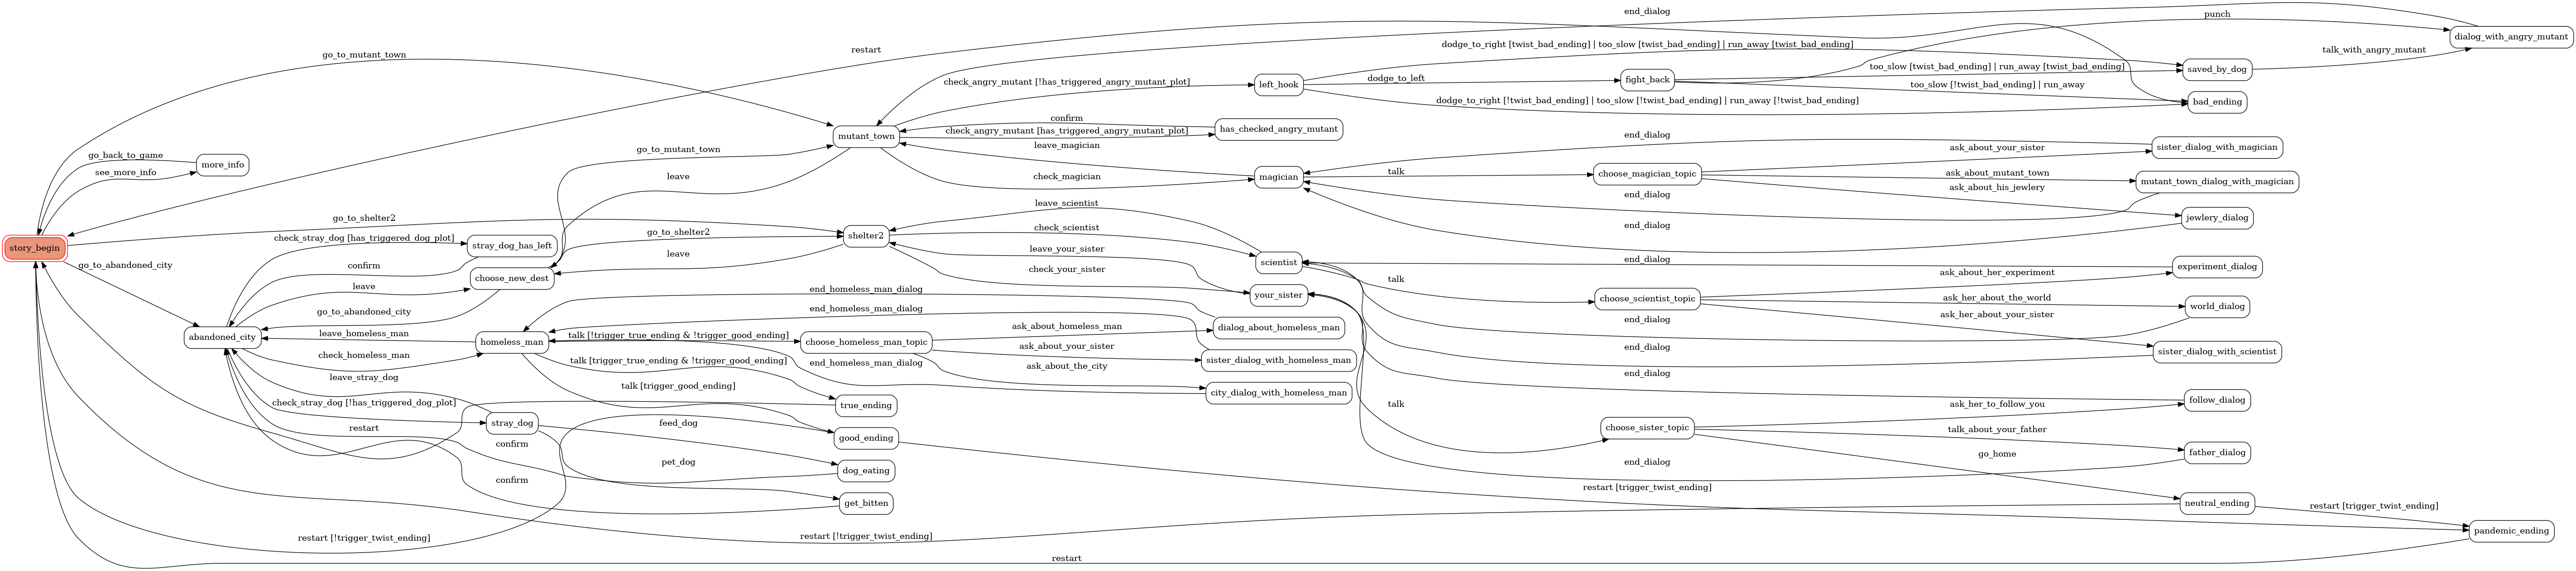 end_dialog
punch
restart
dialog_with_angry_mutant
dodge_to_right [twist_bad_ending] | too_slow [twist_bad_ending] | run_away [twist_bad_ending]
talk_with_angry_mutant
go_to_mutant_town
too_slow [twist_bad_ending] | run_away [twist_bad_ending]
saved_by_dog
dodge_to_left
fight_back
check_angry_mutant [!has_triggered_angry_mutant_plot]
left_hook
too_slow [!twist_bad_ending] | run_away
dodge_to_right [!twist_bad_ending] | too_slow [!twist_bad_ending] | run_away [!twist_bad_ending]
bad_ending
confirm
has_checked_angry_mutant
check_angry_mutant [has_triggered_angry_mutant_plot]
mutant_town
end_dialog
leave_magician
go_to_mutant_town
sister_dialog_with_magician
ask_about_your_sister
go_back_to_game
more_info
see_more_info
talk
choose_magician_topic
ask_about_mutant_town
leave
check_magician
magician
mutant_town_dialog_with_magician
ask_about_his_jewlery
end_dialog
leave_scientist
go_to_shelter2
jewlery_dialog
end_dialog
check_scientist
go_to_shelter2
shelter2
check_stray_dog [has_triggered_dog_plot]
stray_dog_has_left
story_begin
leave_your_sister
leave
end_dialog
scientist
experiment_dialog
go_to_abandoned_city
confirm
check_your_sister
ask_about_her_experiment
choose_new_dest
talk
leave
end_homeless_man_dialog
your_sister
choose_scientist_topic
ask_her_about_the_world
world_dialog
end_homeless_man_dialog
go_to_abandoned_city
ask_her_about_your_sister
end_dialog
dialog_about_homeless_man
ask_about_homeless_man
leave_homeless_man
abandoned_city
talk [!trigger_true_ending & !trigger_good_ending]
homeless_man
choose_homeless_man_topic
ask_about_your_sister
end_dialog
sister_dialog_with_scientist
check_homeless_man
talk [trigger_true_ending & !trigger_good_ending]
end_homeless_man_dialog
sister_dialog_with_homeless_man
ask_about_the_city
end_dialog
leave_stray_dog
talk [trigger_good_ending]
city_dialog_with_homeless_man
follow_dialog
check_stray_dog [!has_triggered_dog_plot]
true_ending
talk
ask_her_to_follow_you
stray_dog
feed_dog
restart
choose_sister_topic
talk_about_your_father
good_ending
confirm
father_dialog
go_home
pet_dog
end_dialog
dog_eating
confirm
restart [trigger_twist_ending]
get_bitten
neutral_ending
restart [trigger_twist_ending]
pandemic_ending
restart [!trigger_twist_ending]
restart [!trigger_twist_ending]
restart